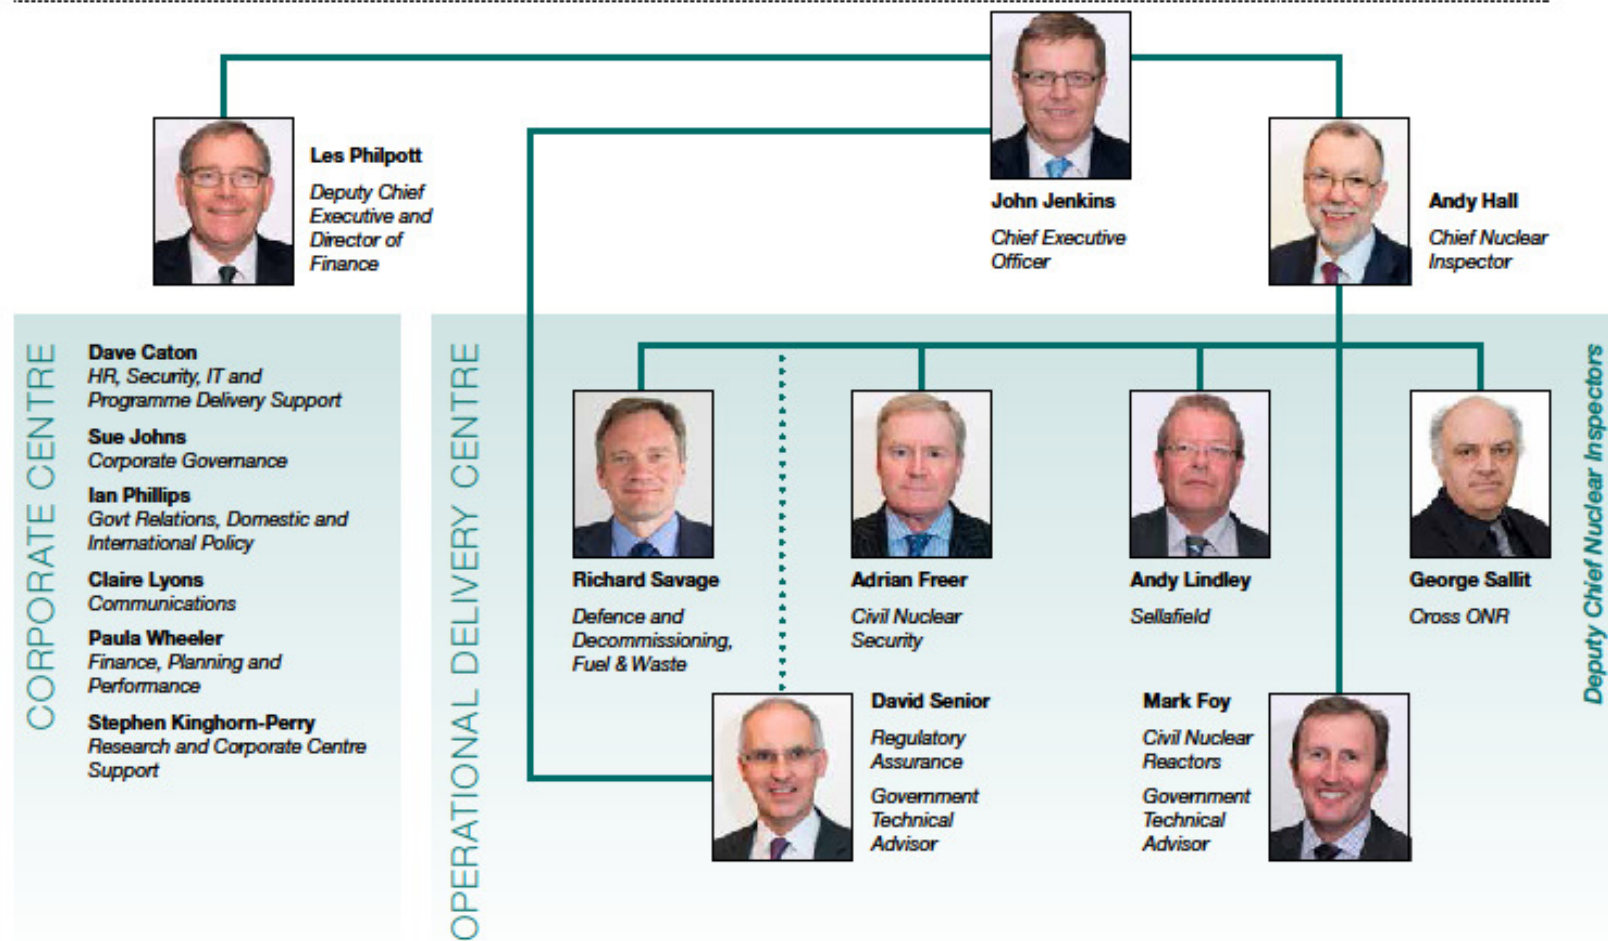 John Jenkins
Chief Executive
Officer
Les Philpott
Deputy Chief
Executive and
Director of
Finance
Andy Hall
Chief Nuclear
Inspector
CORPORATE CENTRE
Dave Caton
HR, Security, IT and
Programme Delivery Support
Sue Johns
Corporate Governance
Ian Phillips
Govt Relations, Domestic and
International Policy
Claire Lyons
Communications
Paula Wheeler
Finance, Planning and
Performance
Stephen Kinghorn-Perry
Research and Corporate Centre
Support
OPERATIONAL DELIVERY CENTRE
Richard Savage
Defence and
Decommissioning,
Fuel & Waste
Adrian Freer
Civil Nuclear
Security
Andy Lindley
Sellafield
George Sallit
Cross ONR
David Senior
Regulatory
Assurance
Government
Technical
Advisor
Mark Foy
Civil Nuclear
Reactors
Government
Technical
Advisor
Deputy Chief Nuclear Inspectors